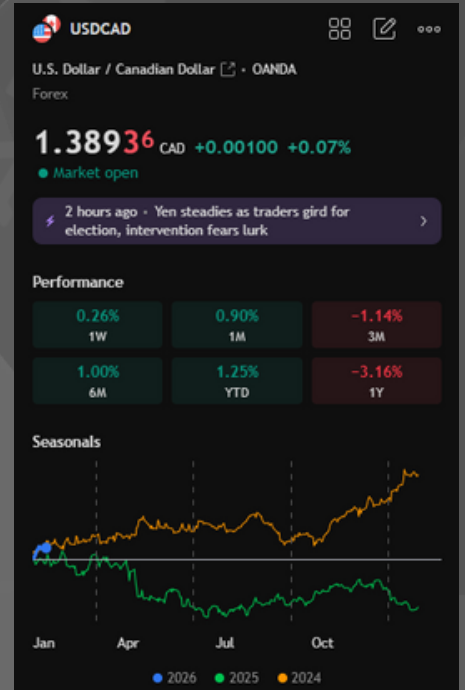 USDCAD
U.S. Dollar / Canadian Dollar • OANDA
Forex
1.38936 CAD +0.00100 +0.07%
Market open
2 hours ago • Yen steadies as traders gird for
election, intervention fears lurk
Performance
0.26% 0.90% −1.14%
1W 1M 3M
1.00% 1.25% −3.16%
6M YTD 1Y
Seasonals
Jan Apr Jul Oct
2026 2025 2024